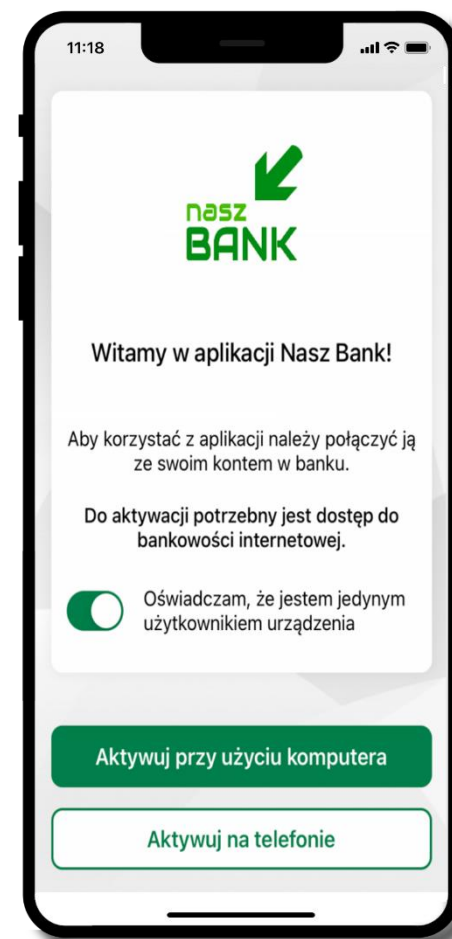 11:18
nasz
BANK
Witamy w aplikacji Nasz Bank!
Aby korzystać z aplikacji należy połączyć ją
ze swoim kontem w banku.
Do aktywacji potrzebny jest dostęp do
bankowości internetowej.
Oświadczam, że jestem jedynym
użytkownikiem urządzenia
Aktywuj przy użyciu komputera
Aktywuj na telefonie